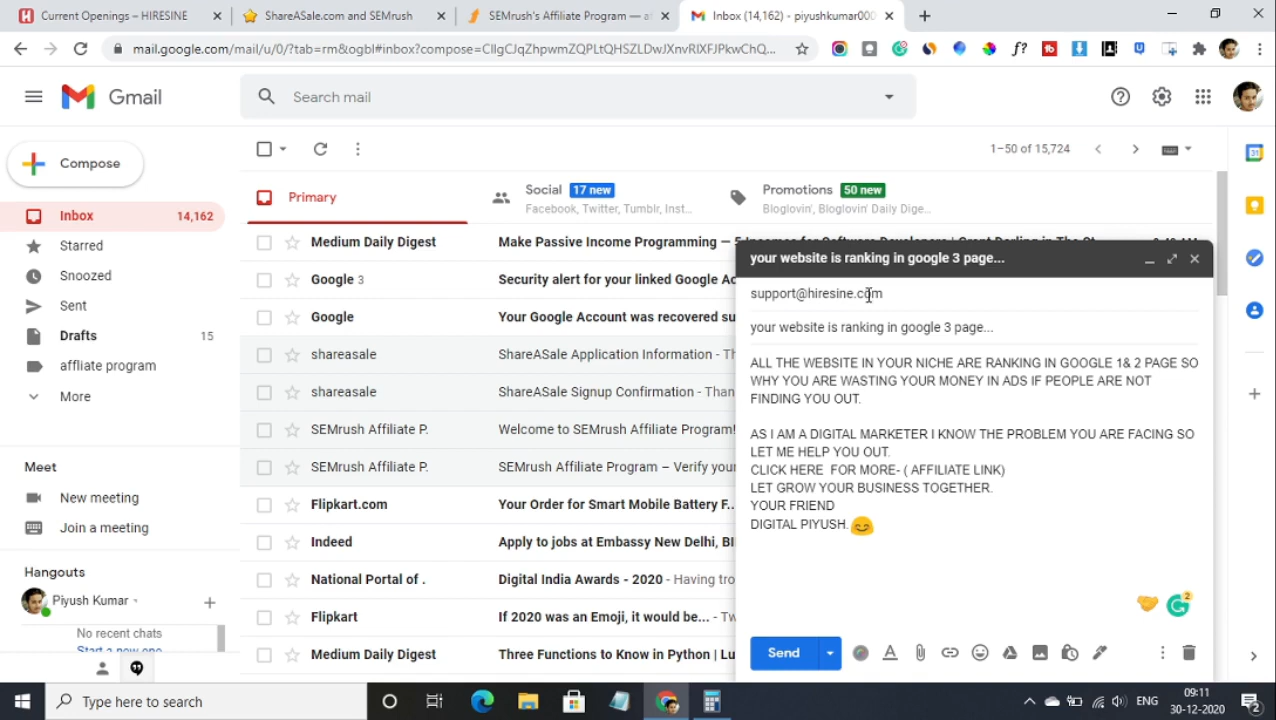 Current Openings – HIRESINE
ShareASale.com and SEMrush
SEMrush's Affiliate Program — a
Inbox (14,162) - piyushkumar000
mail.google.com/mail/u/0/?tab=rm&ogbl#inbox?compose=CllgCJqZhpwmZQPLtQHSZLDwJXnvRlXFJPkwChQ...
Gmail
Search mail
Compose
1–50 of 15,724
Primary
Social 17 new
Facebook, Twitter, Tumblr, Inst...
Promotions 50 new
Bloglovin', Bloglovin' Daily Dige...
Inbox 14,162
Starred
Snoozed
Sent
Drafts 15
affliate program
More
Meet
New meeting
Join a meeting
Hangouts
Piyush Kumar
No recent chats
Start a new one
Medium Daily Digest Make Passive Income Programming —
Google 3 Security alert for your linked Google Ac
Google Your Google Account was recovered su
shareasale ShareASale Application Information - Th
shareasale ShareASale Signup Confirmation - Than
SEMrush Affiliate P. Welcome to SEMrush Affiliate Program!
SEMrush Affiliate P. SEMrush Affiliate Program – Verify your
Flipkart.com Your Order for Smart Mobile Battery F..
Indeed Apply to jobs at Embassy New Delhi, BI
National Portal of . Digital India Awards - 2020 - Having tro
Flipkart If 2020 was an Emoji, it would be... - Tw
Medium Daily Digest Three Functions to Know in Python | Lu
your website is ranking in google 3 page...
support@hiresine.com
your website is ranking in google 3 page...
ALL THE WEBSITE IN YOUR NICHE ARE RANKING IN GOOGLE 1& 2 PAGE SO
WHY YOU ARE WASTING YOUR MONEY IN ADS IF PEOPLE ARE NOT
FINDING YOU OUT.
AS I AM A DIGITAL MARKETER I KNOW THE PROBLEM YOU ARE FACING SO
LET ME HELP YOU OUT.
CLICK HERE FOR MORE- ( AFFILIATE LINK)
LET GROW YOUR BUSINESS TOGETHER.
YOUR FRIEND
DIGITAL PIYUSH.
2
Send
Type here to search
ENG
09:11
30-12-2020
2